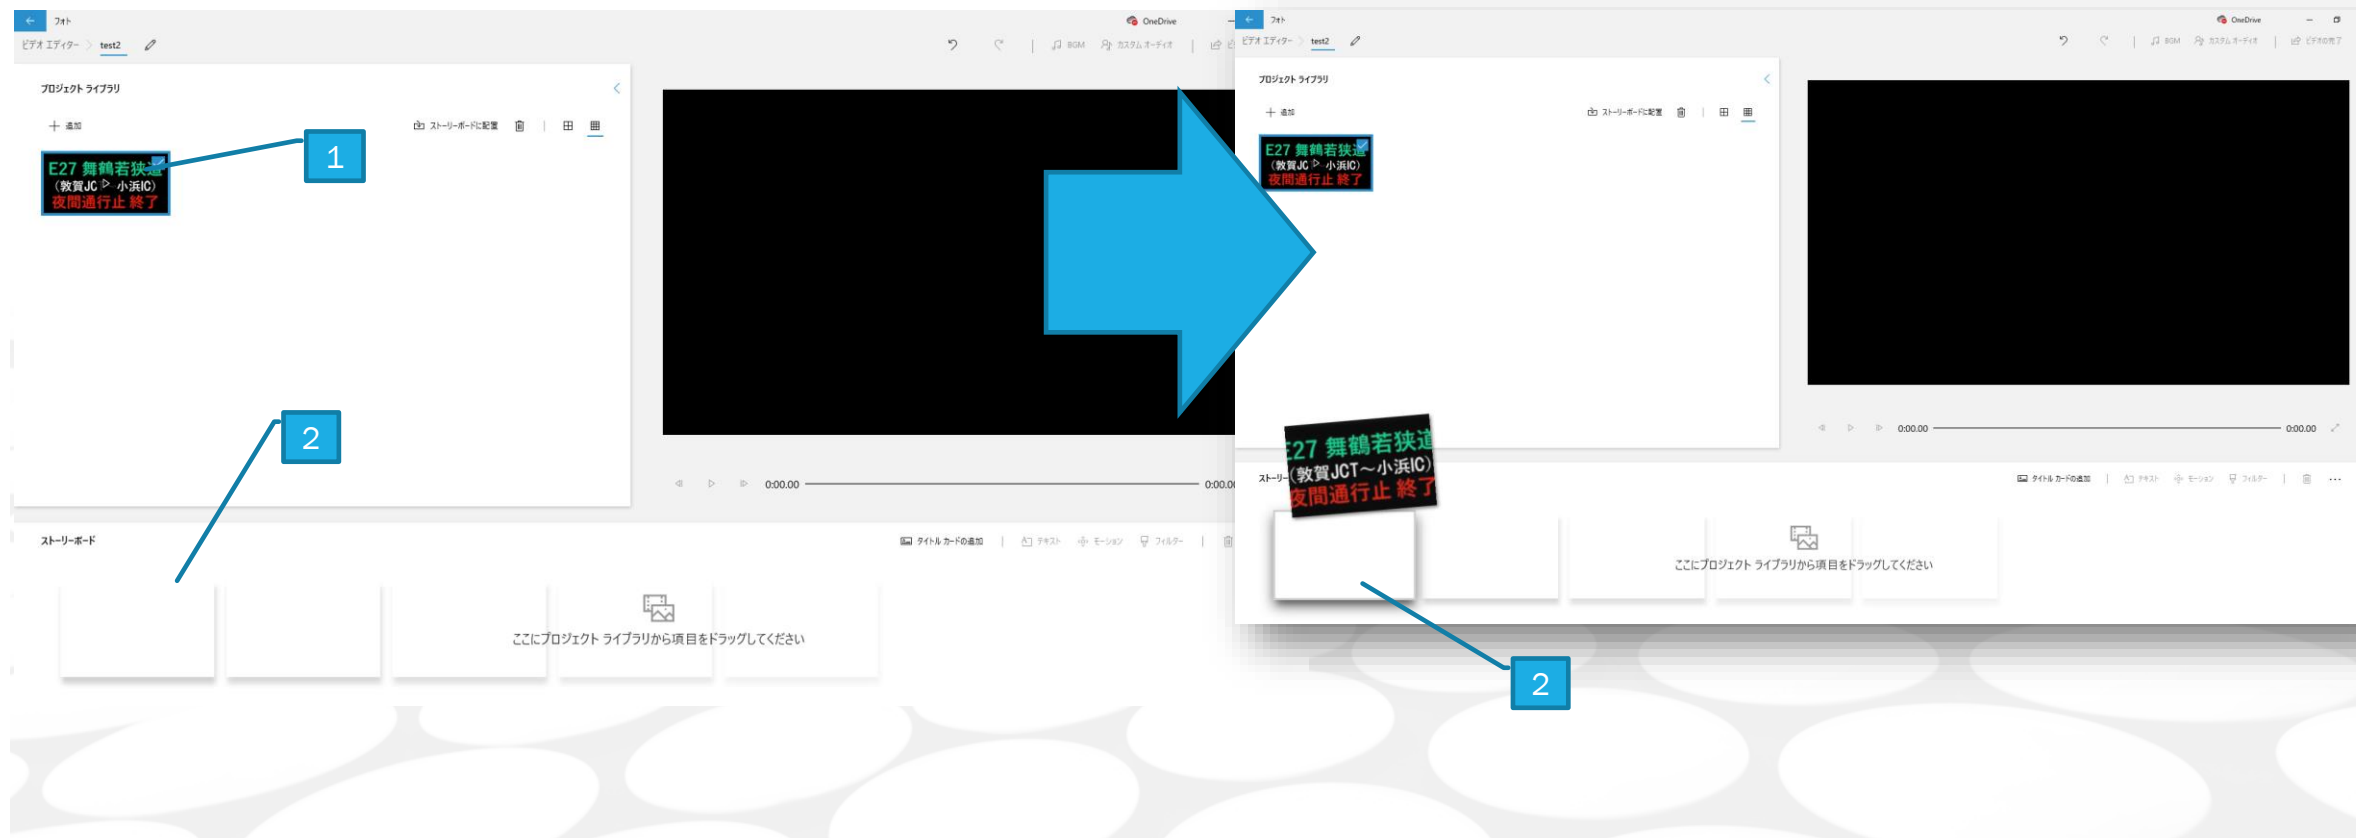 フォト
OneDrive
ビデオ エディター
test2
BGM
カスタム オーディオ
プロジェクト ライブラリ
追加
ストーリーボードに配置
E27 舞鶴若狭道
(敦賀JC 小浜IC)
夜間通行止 終了
1
2
0:00.00
0:00.00
ストーリーボード
タイトル カードの追加
テキスト
モーション
フィルター
ここにプロジェクト ライブラリから項目をドラッグしてください
フォト
OneDrive
ビデオ エディター
test2
BGM
カスタム オーディオ
ビデオの完了
プロジェクト ライブラリ
追加
ストーリーボードに配置
E27 舞鶴若狭道
(敦賀JC 小浜IC)
夜間通行止 終了
0:00.00
0:00.00
E27 舞鶴若狭道
(敦賀JCT～小浜IC)
夜間通行止 終了
ストーリー
タイトル カードの追加
テキスト
モーション
フィルター
ここにプロジェクト ライブラリから項目をドラッグしてください
2